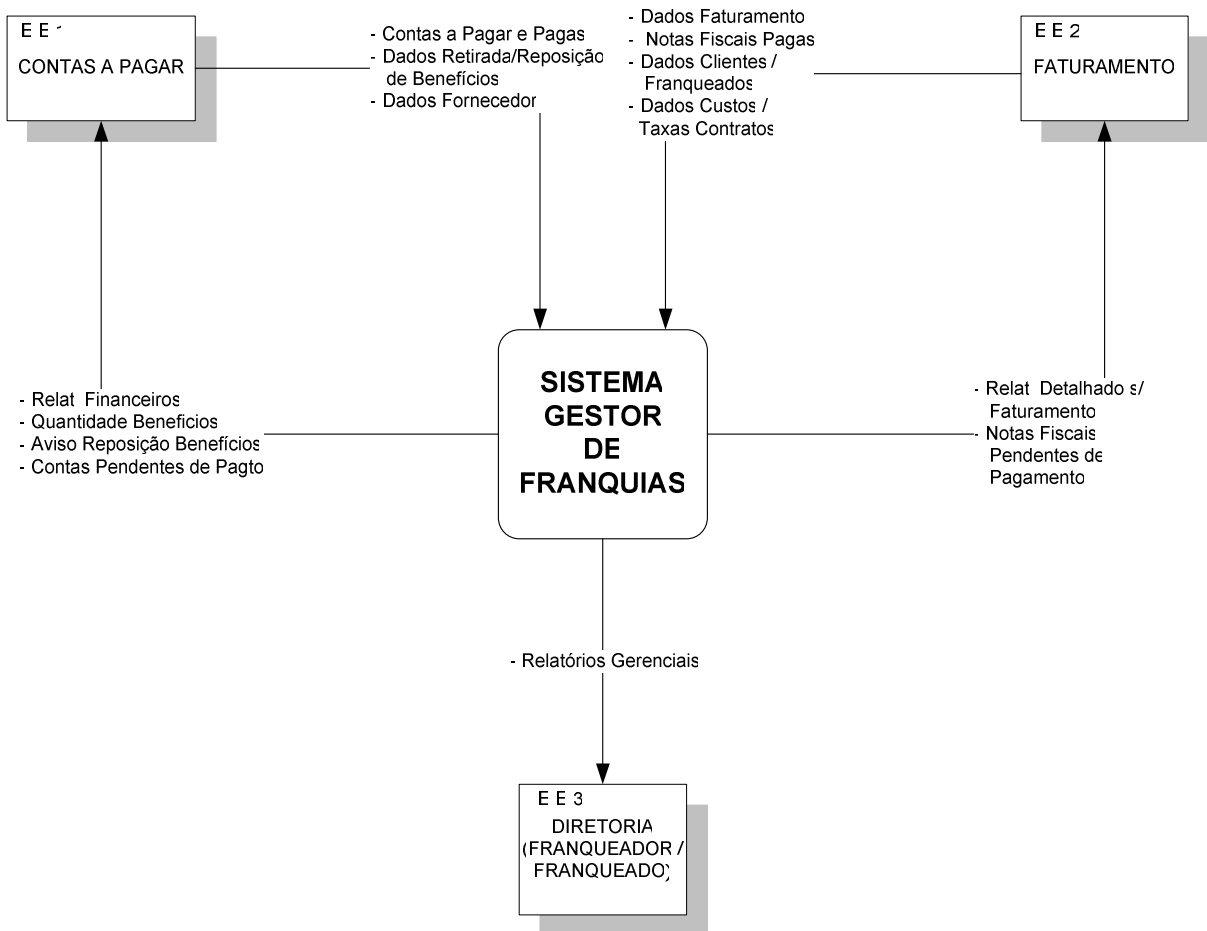 E E 1
CONTAS A PAGAR
- Contas a Pagar e Pagas
- Dados Retirada/Reposição
de Benefícios
- Dados Fornecedor
- Dados Faturamento
- Notas Fiscais Pagas
- Dados Clientes /
Franqueados
- Dados Custos /
Taxas Contratos
E E 2
FATURAMENTO
SISTEMA
GESTOR
DE
FRANQUIAS
- Relat Financeiros
- Quantidade Beneficios
- Aviso Reposição Benefícios
- Contas Pendentes de Pagto
- Relat Detalhado s/
Faturamento
- Notas Fiscais
Pendentes de
Pagamento
- Relatórios Gerenciais
E E 3
DIRETORIA
(FRANQUEADOR /
FRANQUEADO)